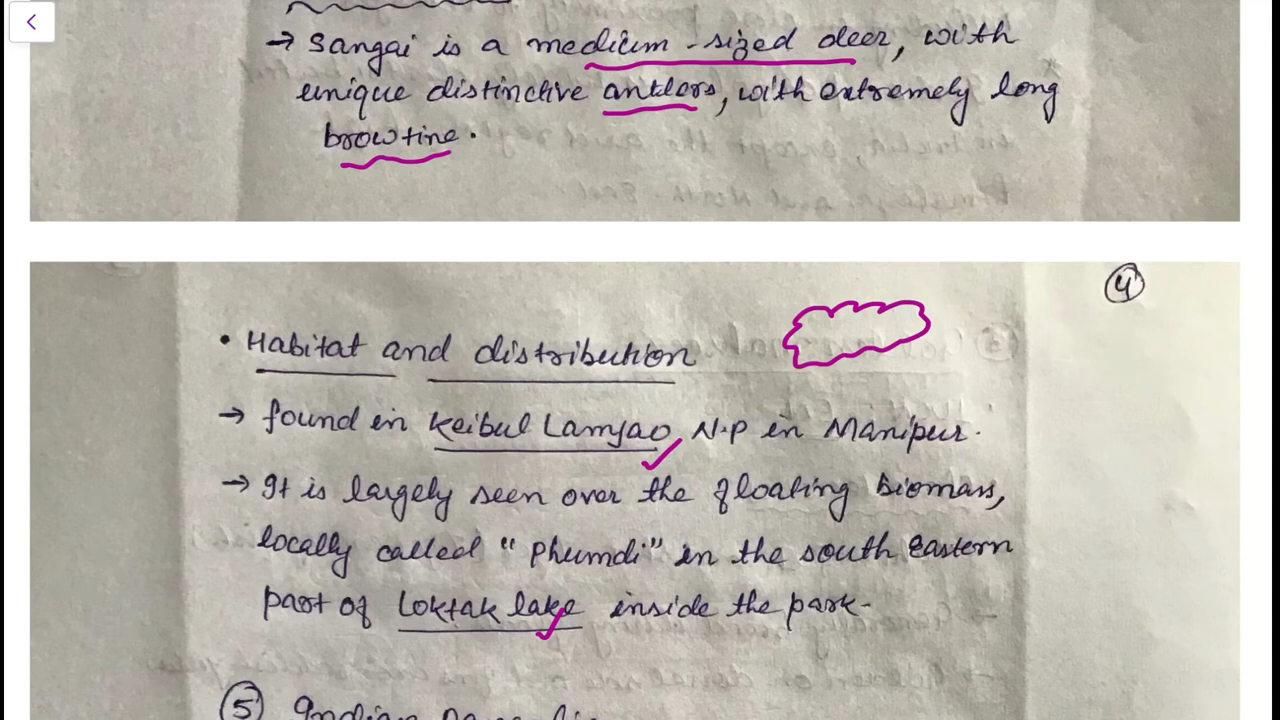 → Sangai is a medium-sized deer, with
unique distinctive antlers, with extremely long
browtine.
4
• Habitat and distribution
→ found in Keibul Lamjao N.P in Manipur.
→ It is largely seen over the floating Biomass,
locally called "Phumdi" in the south Eastern
part of Loktak lake inside the park.
5 Indian